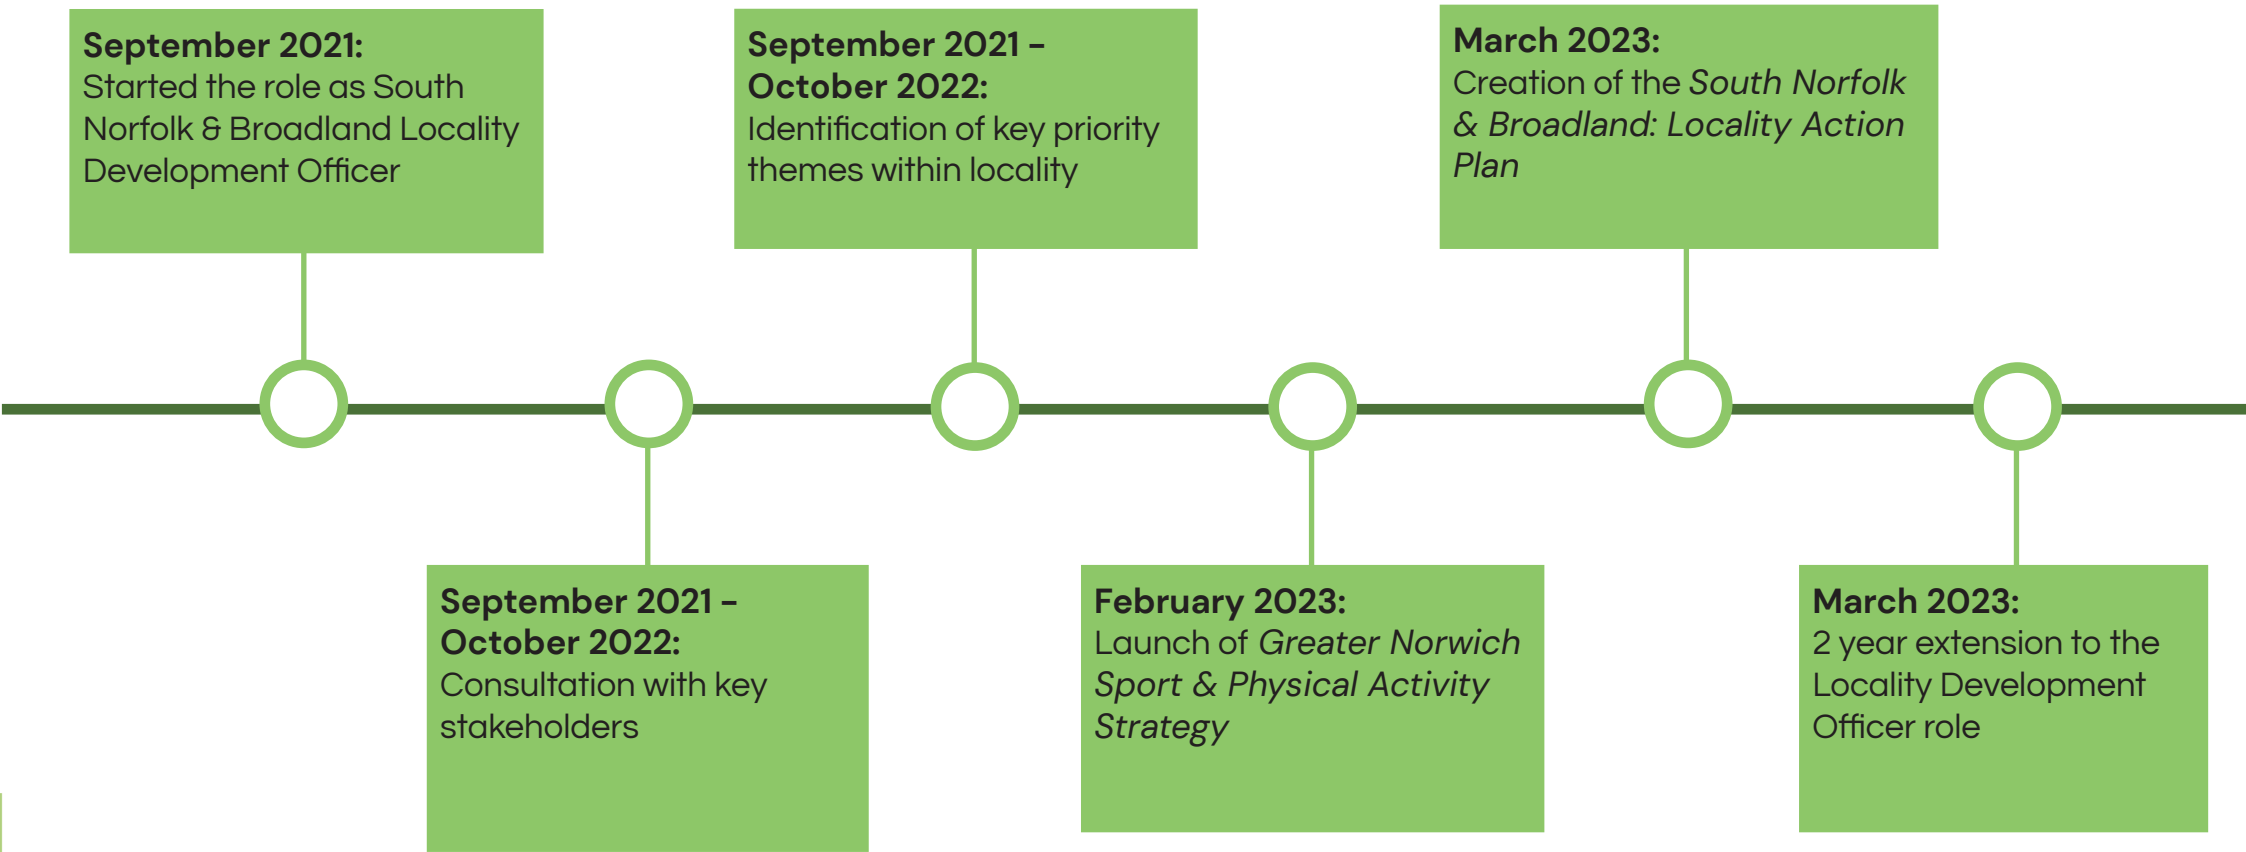 September 2021:
Started the role as South
Norfolk & Broadland Locality
Development Officer
September 2021 –
October 2022:
Consultation with key
stakeholders
September 2021 –
October 2022:
Identification of key priority
themes within locality
February 2023:
Launch of Greater Norwich
Sport & Physical Activity
Strategy
March 2023:
Creation of the South Norfolk
& Broadland: Locality Action
Plan
March 2023:
2 year extension to the
Locality Development
Officer role